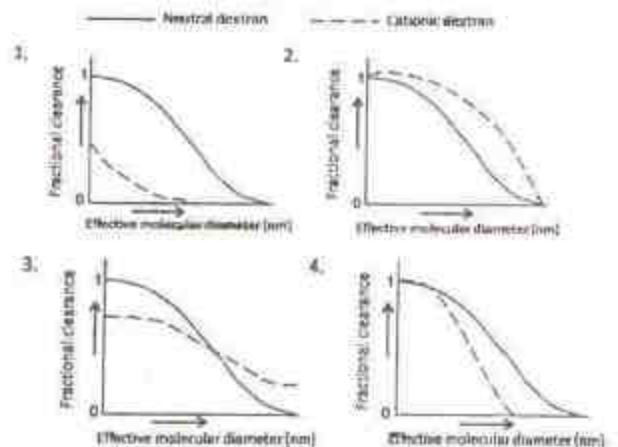 Neutral dextran Cationic dextran
1.
Fractional clearance
1
0
Effective molecular diameter [nm]
2.
Fractional clearance
1
0
Effective molecular diameter [nm]
3.
Fractional clearance
1
0
Effective molecular diameter [nm]
4.
Fractional clearance
1
0
Effective molecular diameter [nm]